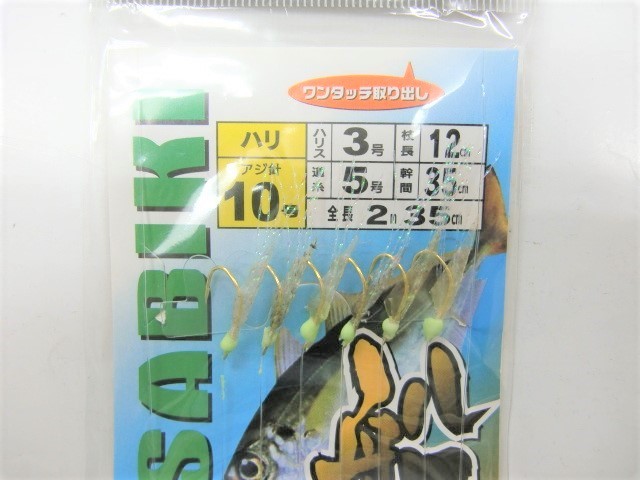 ワンタッチ取り出し
ハリ
アジ針
10号
ハリス 3号 枝長 12cm
道糸 5号 幹間 35cm
全長 2m 35cm
SABIKI